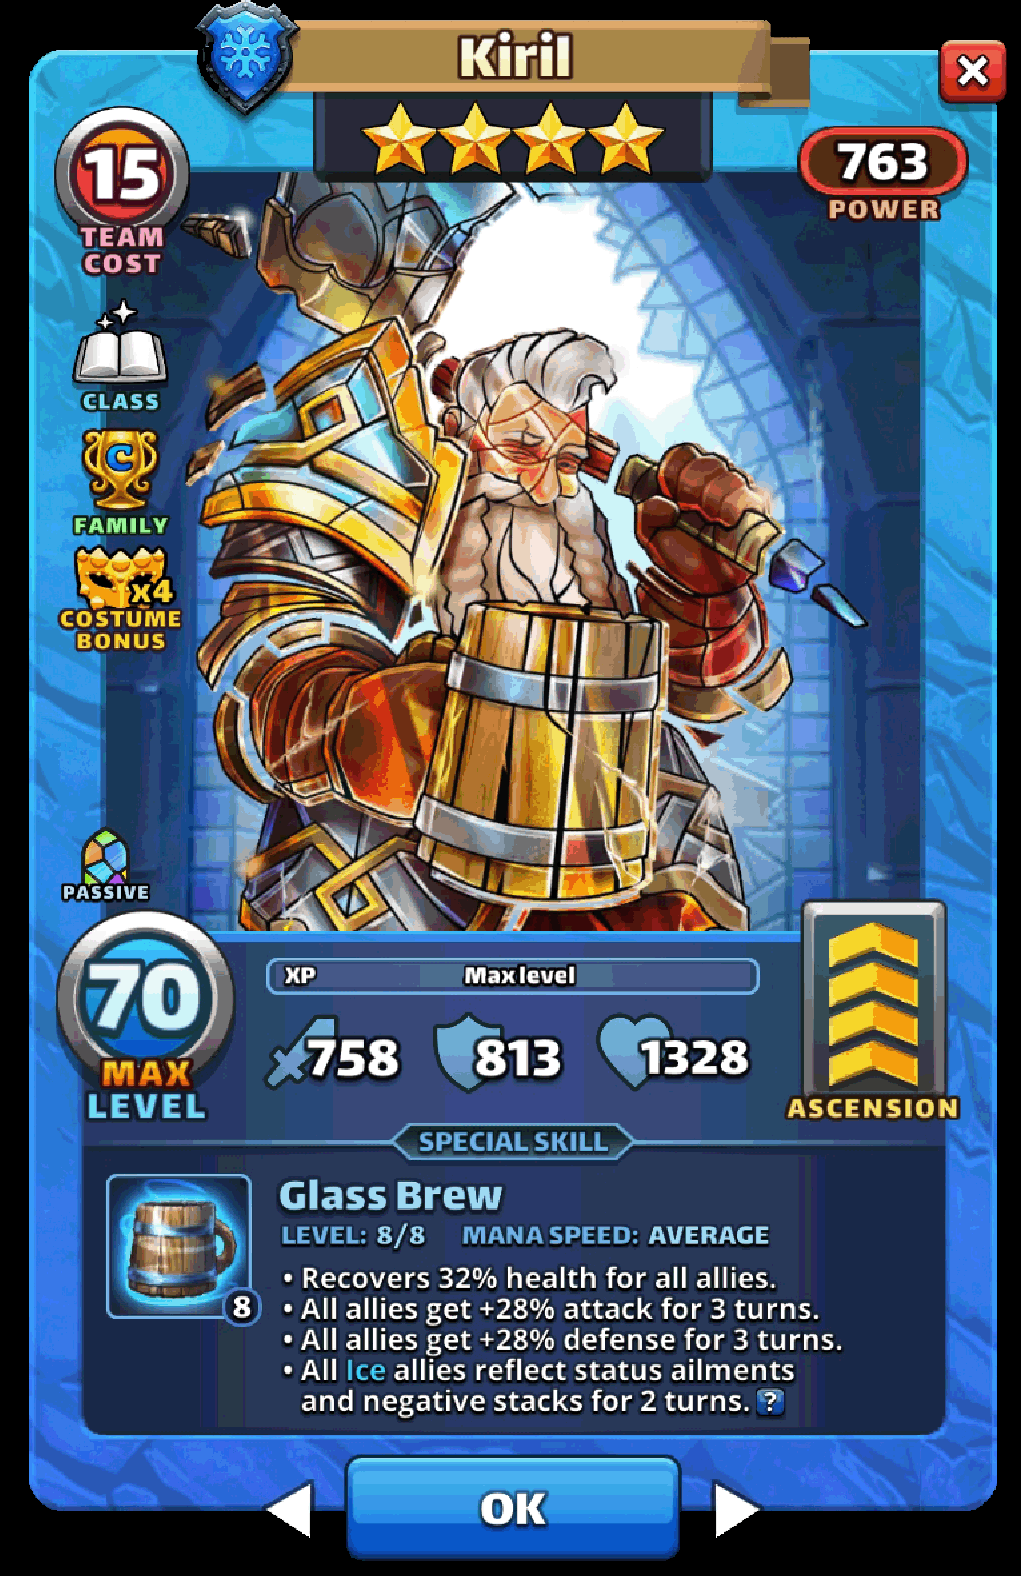 Kiril
15
TEAM
COST
763
POWER
CLASS
C
FAMILY
x4
COSTUME
BONUS
PASSIVE
70
MAX
LEVEL
XP
Max level
758
813
1328
ASCENSION
SPECIAL SKILL
Glass Brew
LEVEL: 8/8 MANA SPEED: AVERAGE
8
• Recovers 32% health for all allies.
• All allies get +28% attack for 3 turns.
• All allies get +28% defense for 3 turns.
• All Ice allies reflect status ailments
and negative stacks for 2 turns. ?
OK